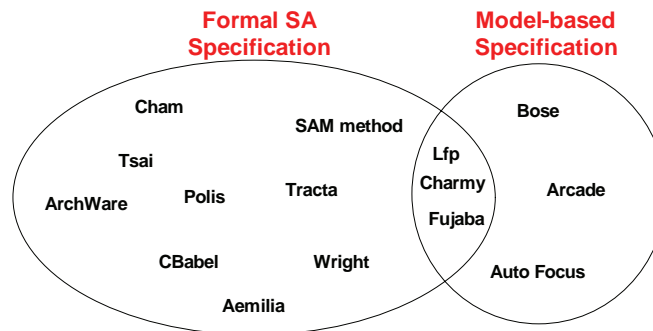 Formal SA
Specification
Model-based
Specification
Cham
SAM method
Bose
Lfp
Tsai
Charmy
ArchWare
Polis
Tracta
Arcade
Fujaba
CBabel
Wright
Auto Focus
Aemilia